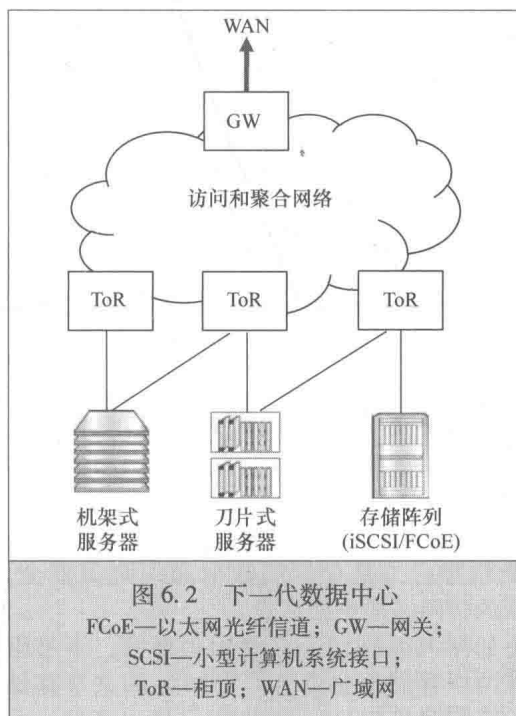 WAN
GW
访问和聚合网络
ToR ToR ToR
机架式 刀片式 存储阵列
服务器 服务器 (iSCSI/FCoE)
图6.2 下一代数据中心
FCoE—以太网光纤信道；GW—网关；
SCSI—小型计算机系统接口；
ToR—柜顶；WAN—广域网